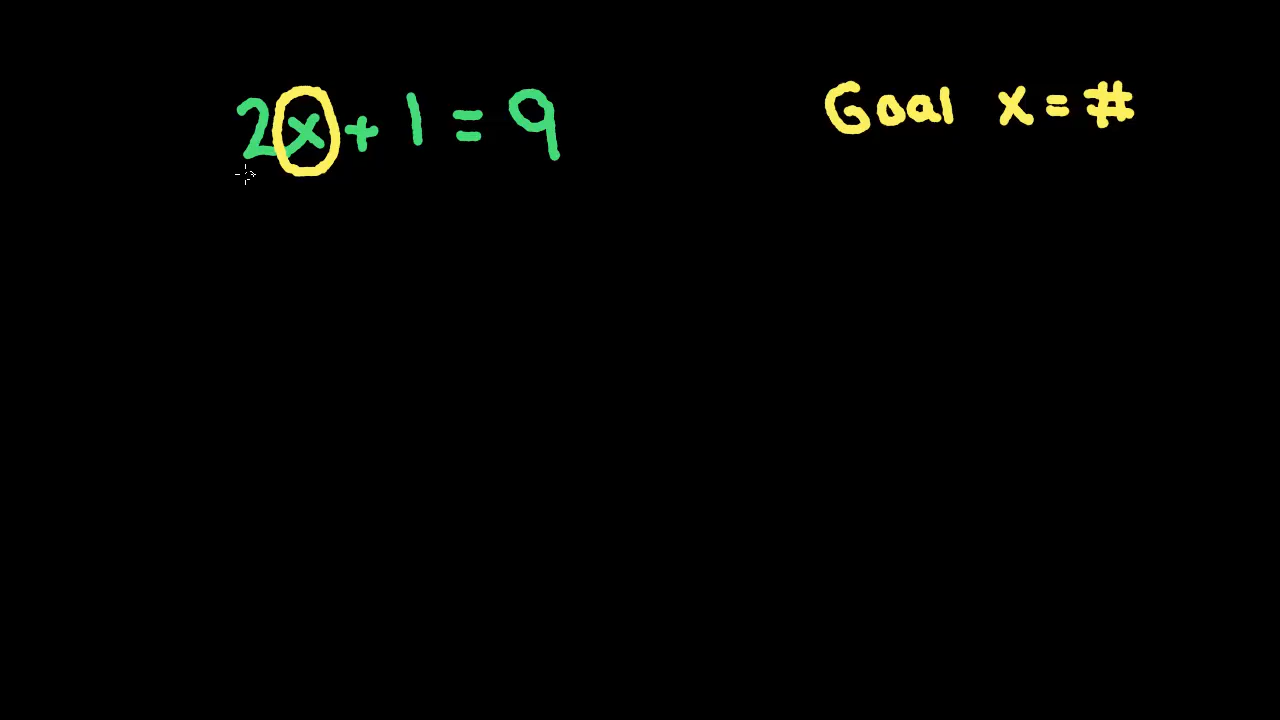 2x + 1 = 9
Goal x = #